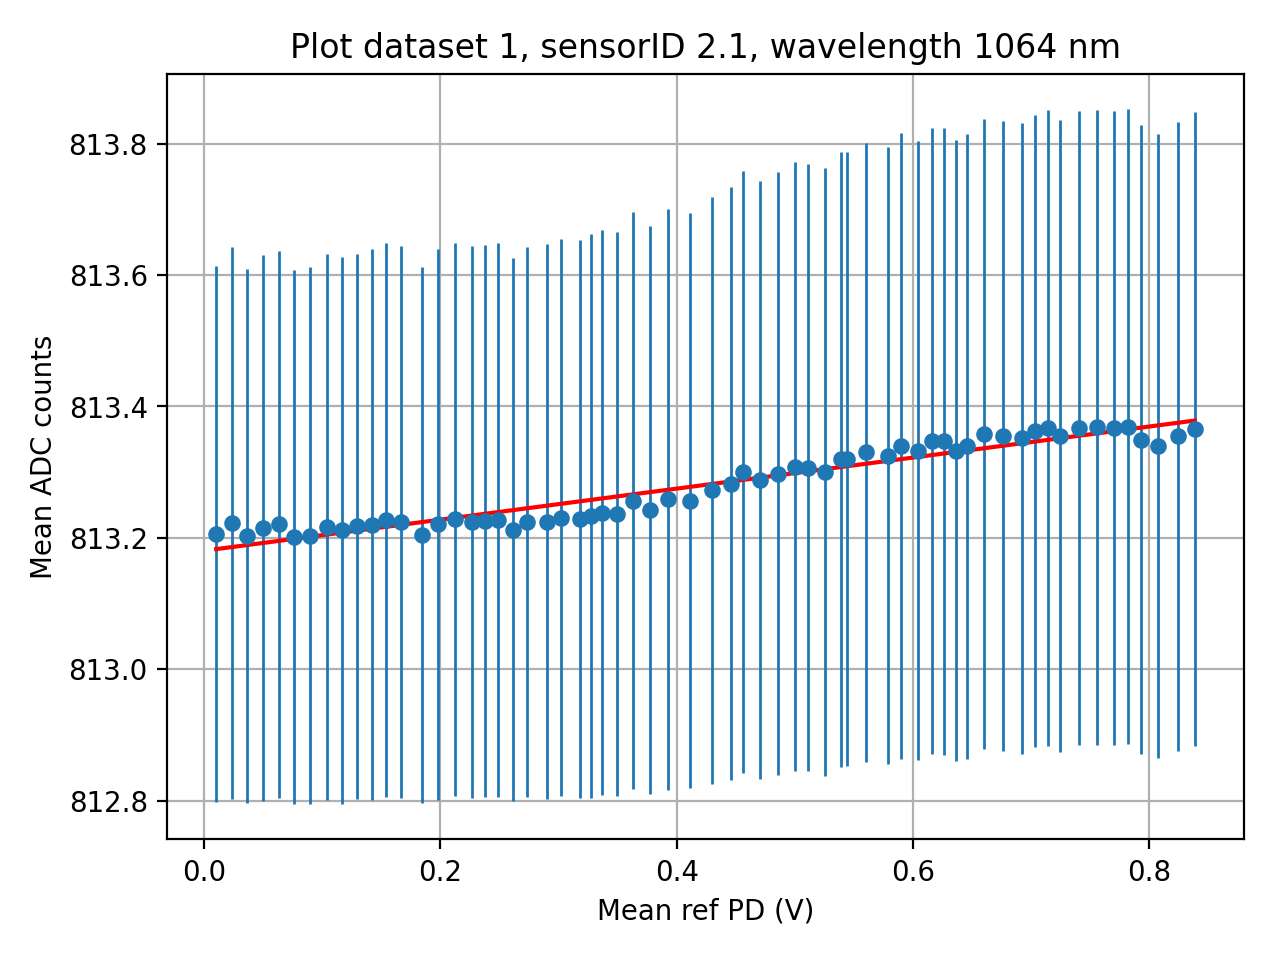 Plot dataset 1, sensorID 2.1, wavelength 1064 nm
Mean ADC counts
813.8
813.6
813.4
813.2
813.0
812.8
0.0 0.2 0.4 0.6 0.8
Mean ref PD (V)